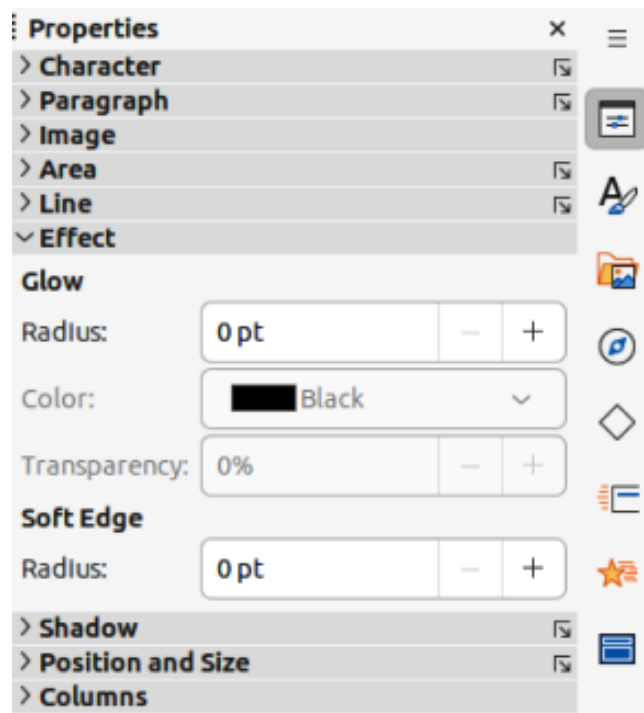 Properties
Character
Paragraph
Image
Area
Line
Effect
Glow
Radius: 0 pt
Color: Black
Transparency: 0%
Soft Edge
Radius: 0 pt
Shadow
Position and Size
Columns